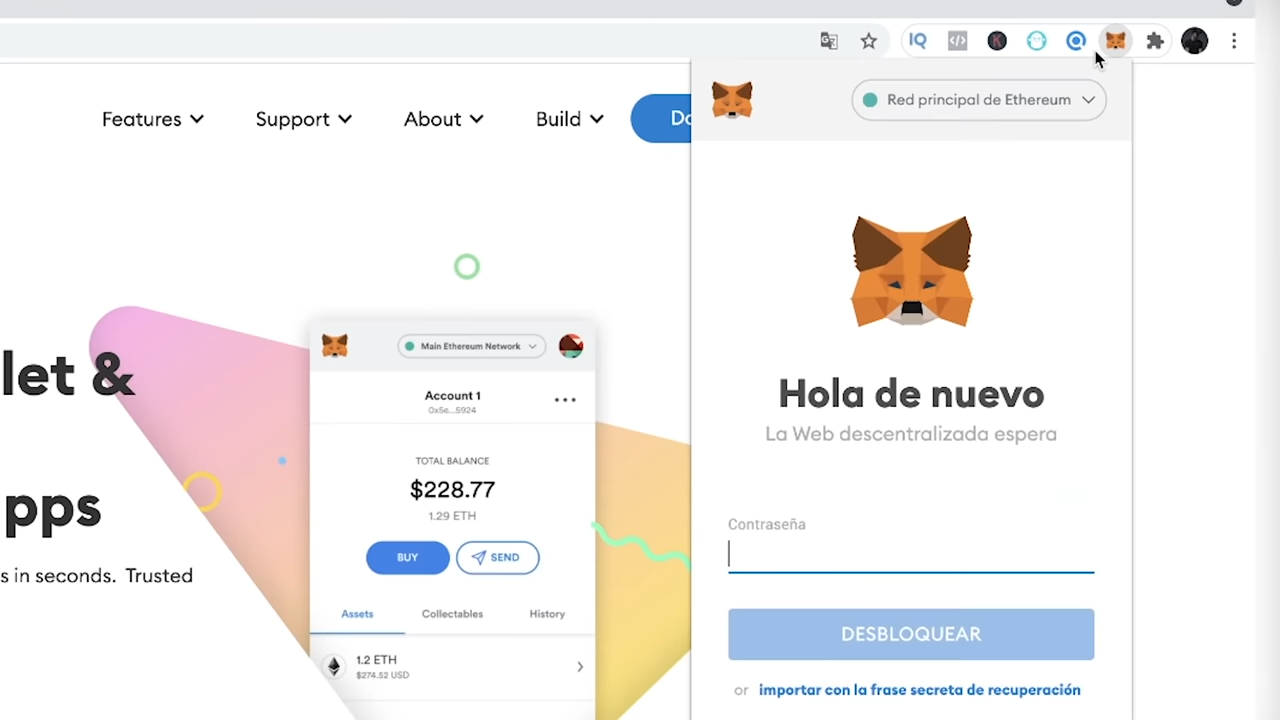 IQ
K
Features
Support
About
Build
Red principal de Ethereum
let &
pps
s in seconds. Trusted
Main Ethereum Network
Account 1
0x5e...5924
TOTAL BALANCE
$228.77
1.29 ETH
BUY
SEND
Assets
Collectables
History
1.2 ETH
$274.52 USD
Hola de nuevo
La Web descentralizada espera
Contraseña
DESBLOQUEAR
or importar con la frase secreta de recuperación